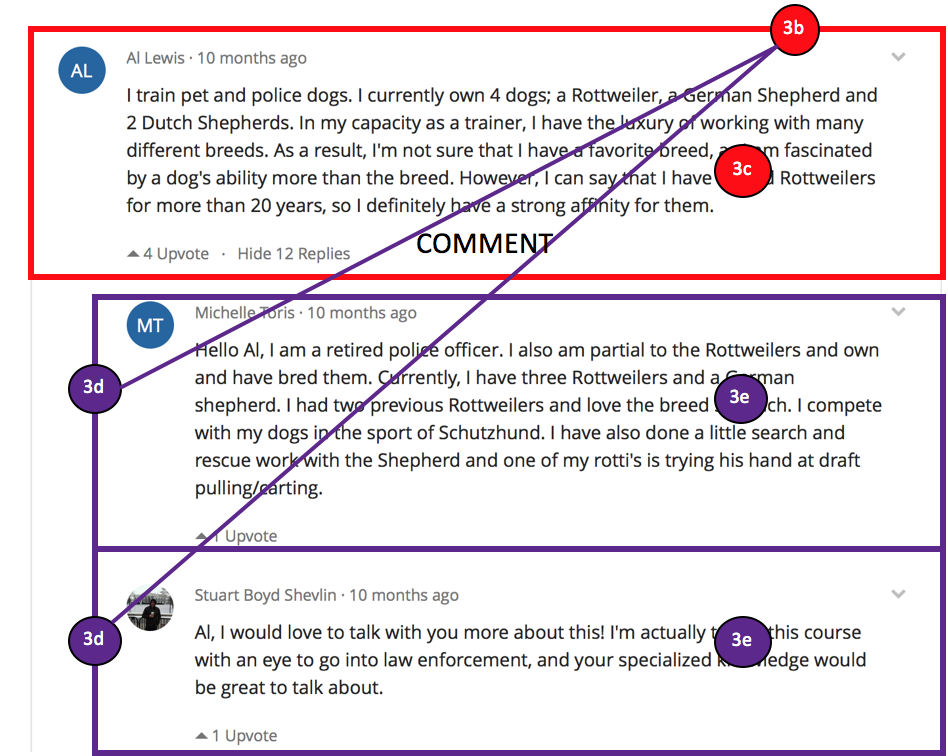 3b
AL
Al Lewis · 10 months ago
I train pet and police dogs. I currently own 4 dogs; a Rottweiler, a German Shepherd and
2 Dutch Shepherds. In my capacity as a trainer, I have the luxury of working with many
different breeds. As a result, I'm not sure that I have a favorite breed, fascinated
3c
by a dog's ability more than the breed. However, I can say that I have Rottweilers
for more than 20 years, so I definitely have a strong affinity for them.
COMMENT
4 Upvote · Hide 12 Replies
MT
Michelle Toris · 10 months ago
Hello Al, I am a retired police officer. I also am partial to the Rottweilers and own
3d
and have bred them. Currently, I have three Rottweilers and a German
3e
shepherd. I had two previous Rottweilers and love the breed I compete
with my dogs in the sport of Schutzhund. I have also done a little search and
rescue work with the Shepherd and one of my rotti's is trying his hand at draft
pulling/carting.
1 Upvote
Stuart Boyd Shevlin · 10 months ago
3d
Al, I would love to talk with you more about this! I'm actually this course
3e
with an eye to go into law enforcement, and your specialized knowledge would
be great to talk about.
1 Upvote